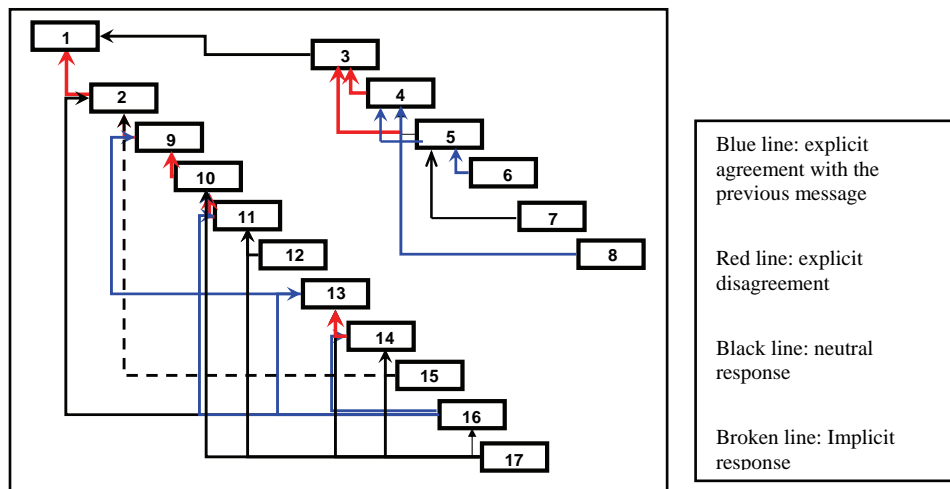 1
3
2
4
9
5
10
6
11
7
12
8
13
14
15
16
17
Blue line: explicit
agreement with the
previous message
Red line: explicit
disagreement
Black line: neutral
response
Broken line: Implicit
response